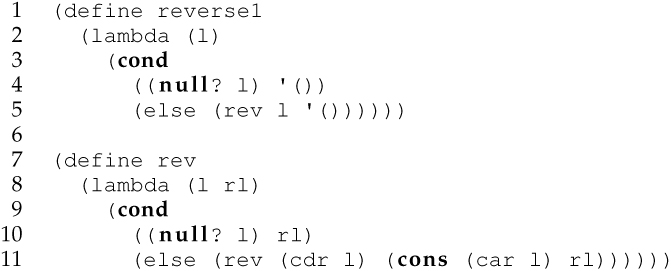 1 (define reverse1
2 (lambda (l)
3 (cond
4 ((null? l) '())
5 (else (rev l '())))))
6
7 (define rev
8 (lambda (l rl)
9 (cond
10 ((null? l) rl)
11 (else (rev (cdr l) (cons (car l) rl))))))